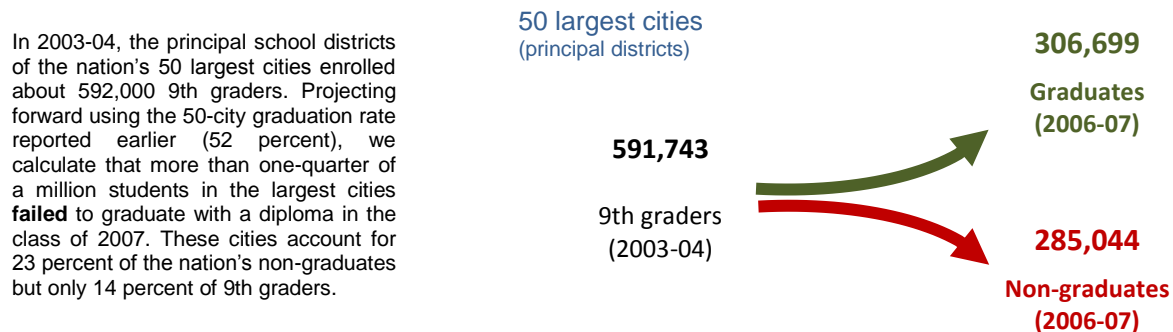 In 2003-04, the principal school districts
of the nation's 50 largest cities enrolled
about 592,000 9th graders. Projecting
forward using the 50-city graduation rate
reported earlier (52 percent), we
calculate that more than one-quarter of
a million students in the largest cities
failed to graduate with a diploma in the
class of 2007. These cities account for
23 percent of the nation's non-graduates
but only 14 percent of 9th graders.
50 largest cities
(principal districts)
591,743
9th graders
(2003-04)
306,699
Graduates
(2006-07)
285,044
Non-graduates
(2006-07)